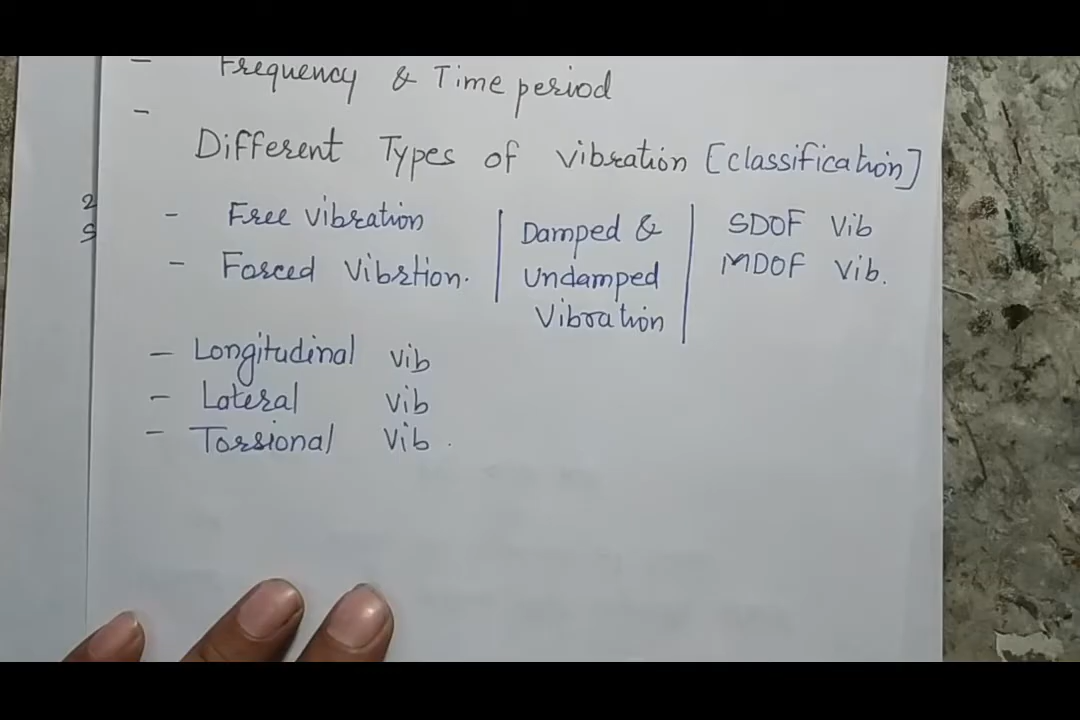 - Frequency & Time period
-
Different Types of vibration [classification]
2
S
- Free vibration
- Forced Vibrtion.
Damped &
Undamped
Vibration
SDOF Vib
MDOF Vib.
- Longitudinal Vib
- Lateral Vib
- Torsional Vib.